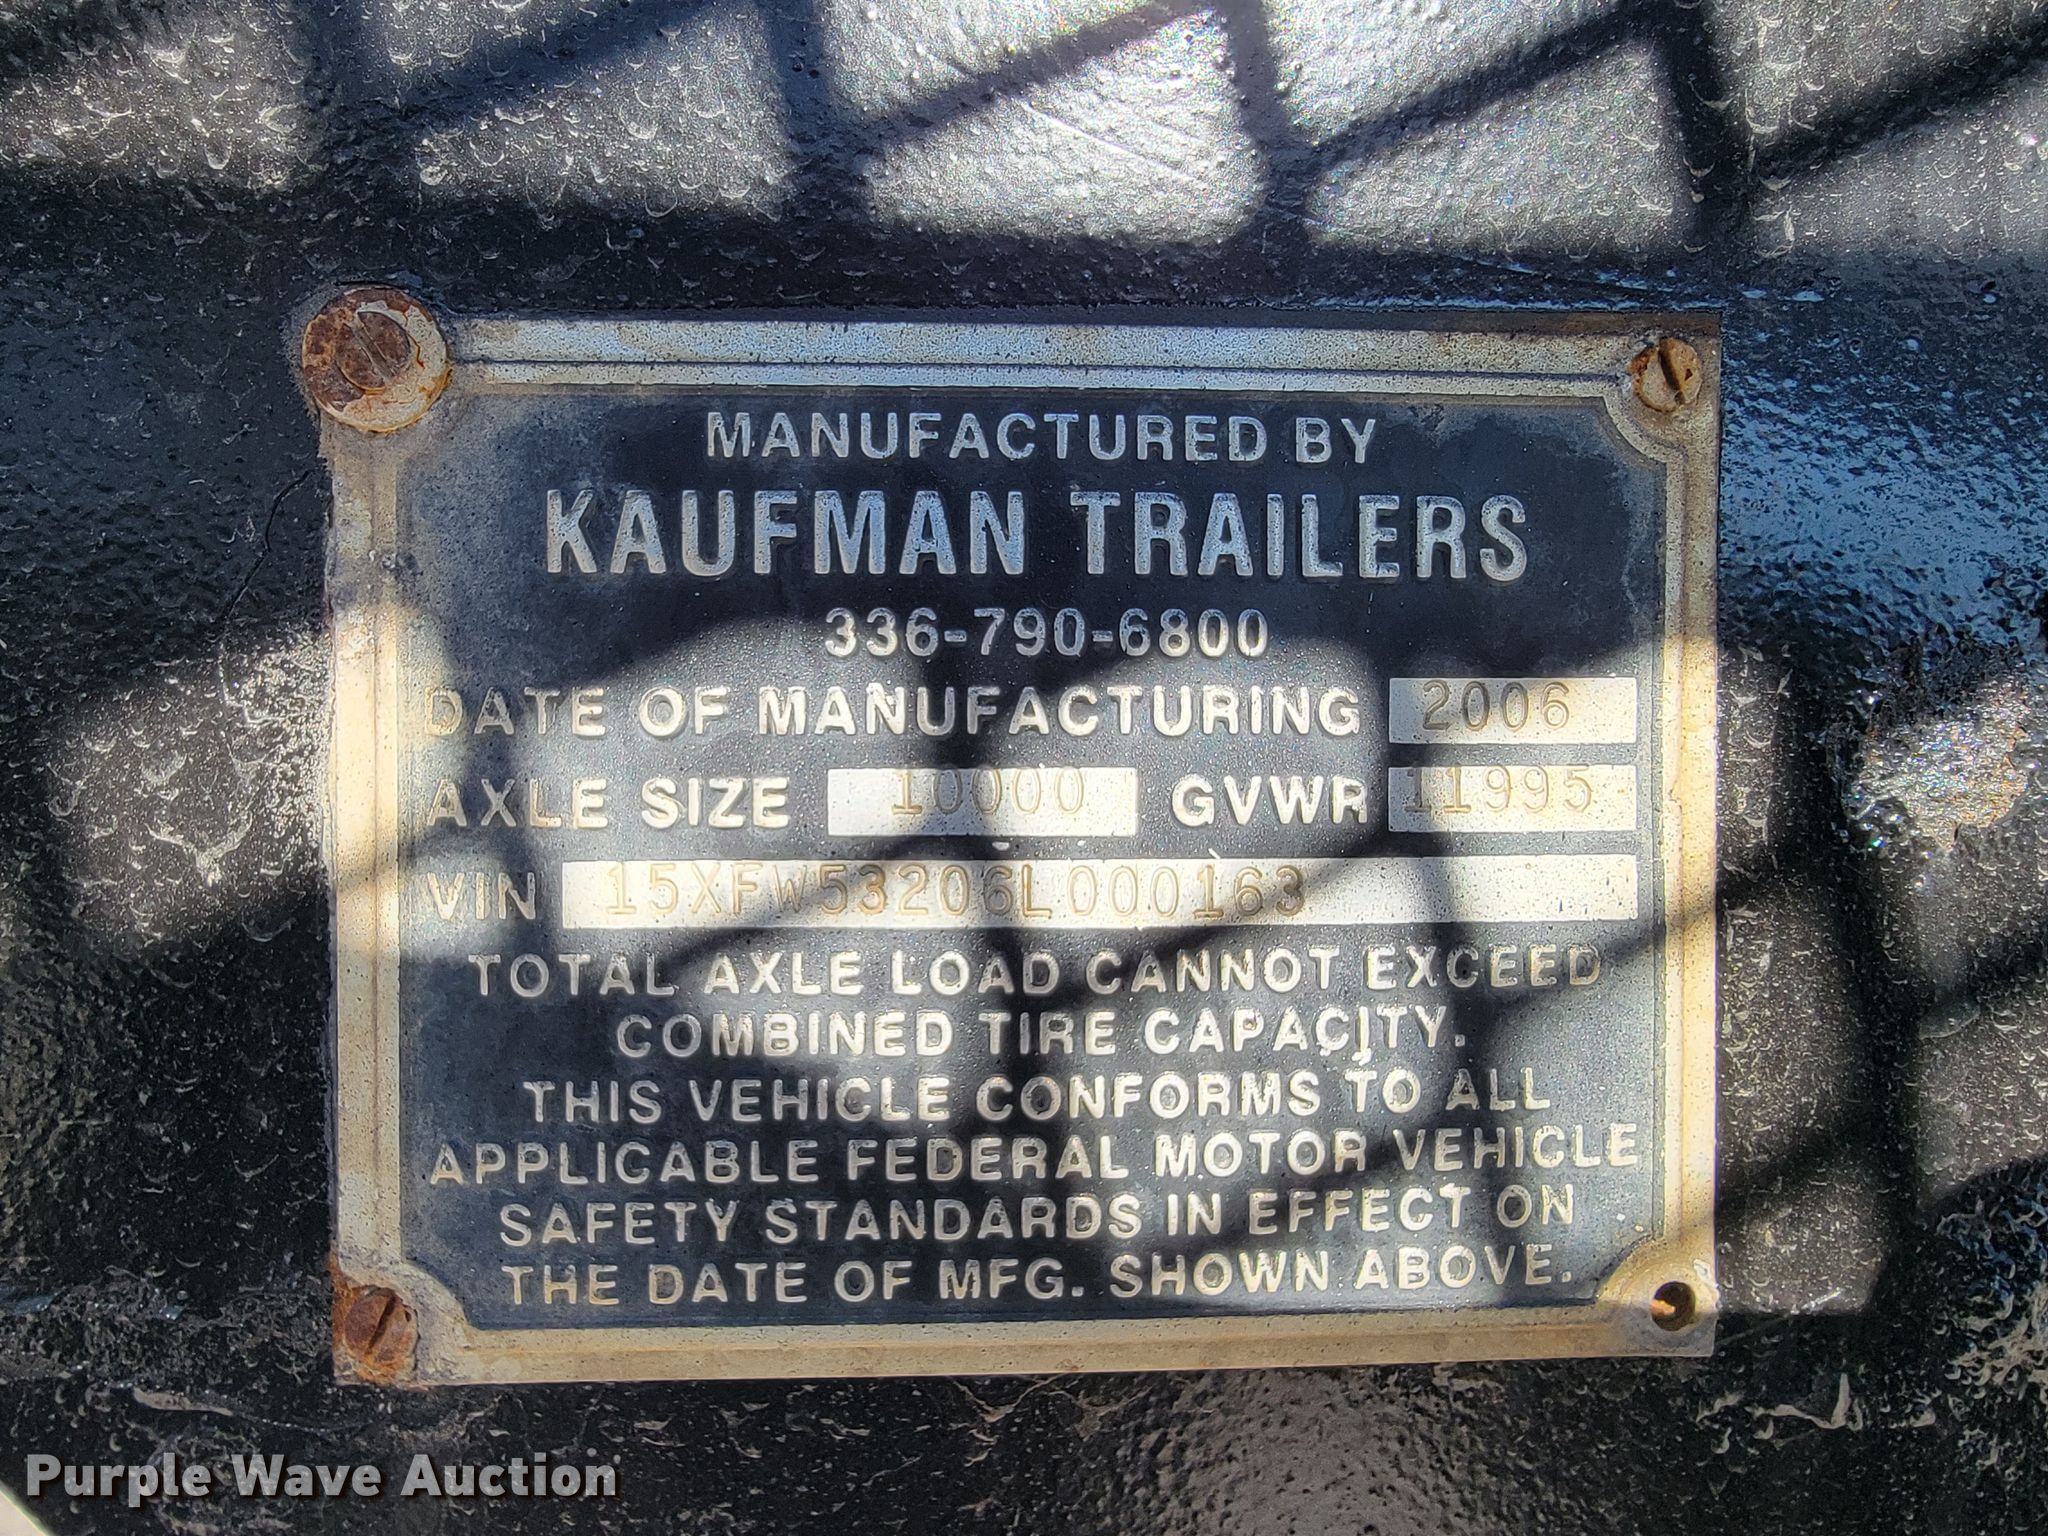 MANUFACTURED BY
KAUFMAN TRAILERS
336-790-6800
DATE OF MANUFACTURING 2006
AXLE SIZE 10000 GVWR 11995
VIN 15XFW53206L000163
TOTAL AXLE LOAD CANNOT EXCEED
COMBINED TIRE CAPACITY.
THIS VEHICLE CONFORMS TO ALL
APPLICABLE FEDERAL MOTOR VEHICLE
SAFETY STANDARDS IN EFFECT ON
THE DATE OF MFG. SHOWN ABOVE.
Purple Wave Auction